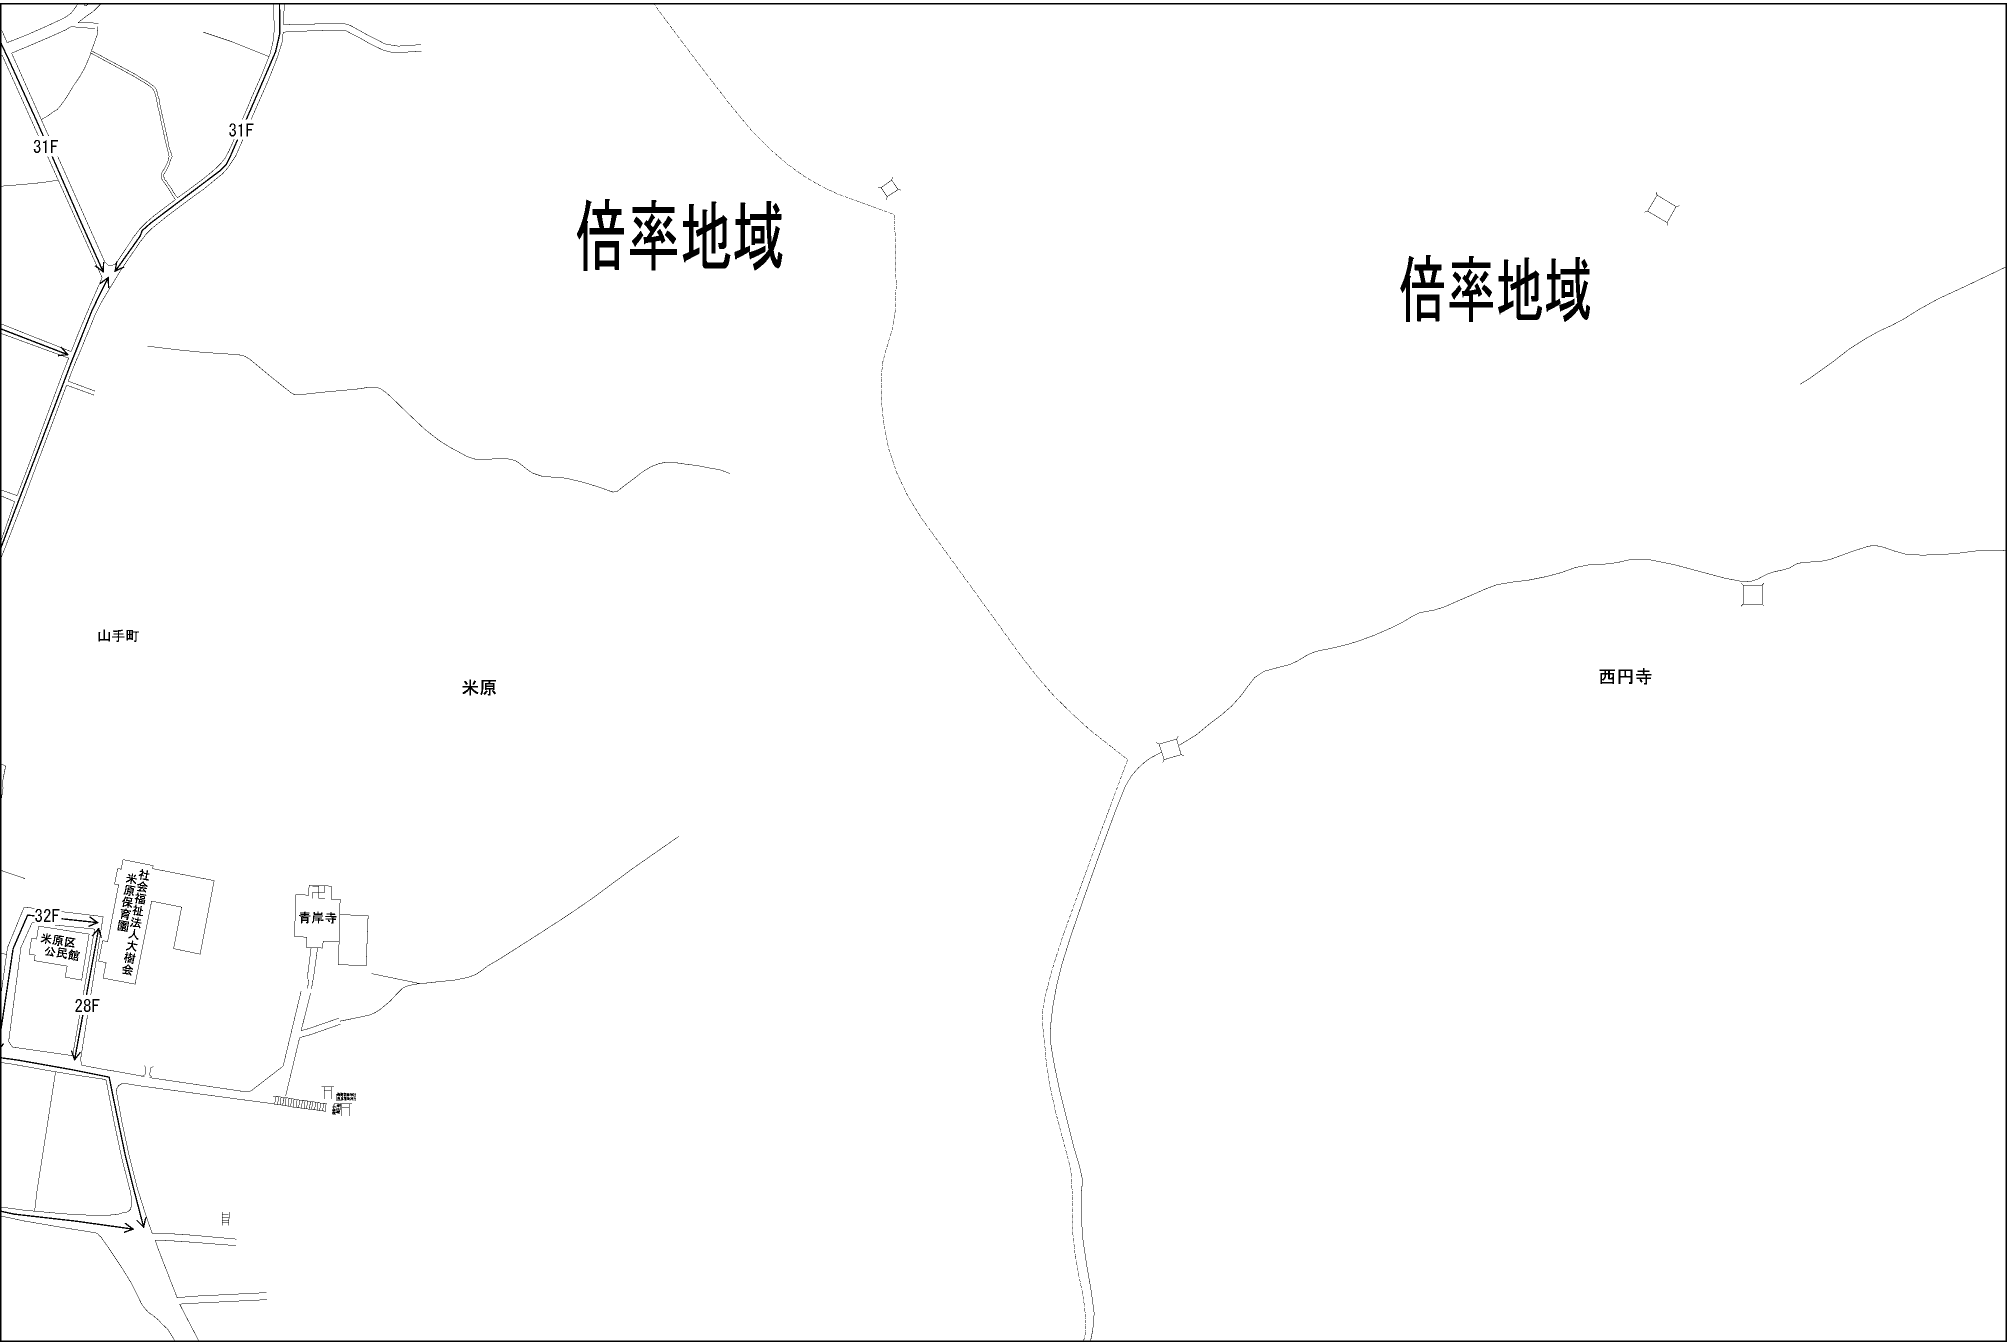 31F
31F
倍率地域
倍率地域
山手町
米原
西円寺
社会福祉法人大樹会
米原保育園
32F
米原区
公民館
青岸寺
28F